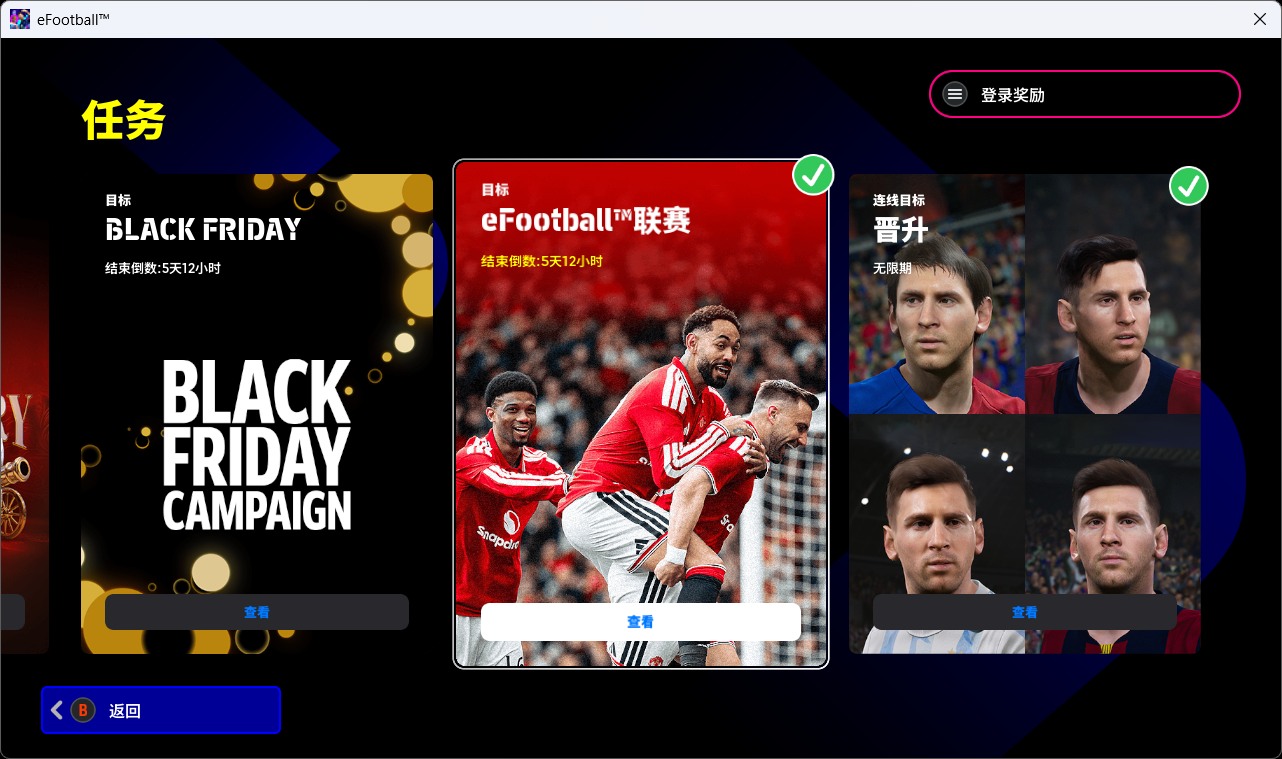 eFootball™
任务
登录奖励
目标
BLACK FRIDAY
结束倒数:5天12小时
BLACK
FRIDAY
CAMPAIGN
查看
目标
eFootball™联赛
结束倒数:5天12小时
查看
连线目标
晋升
无限期
查看
B 返回